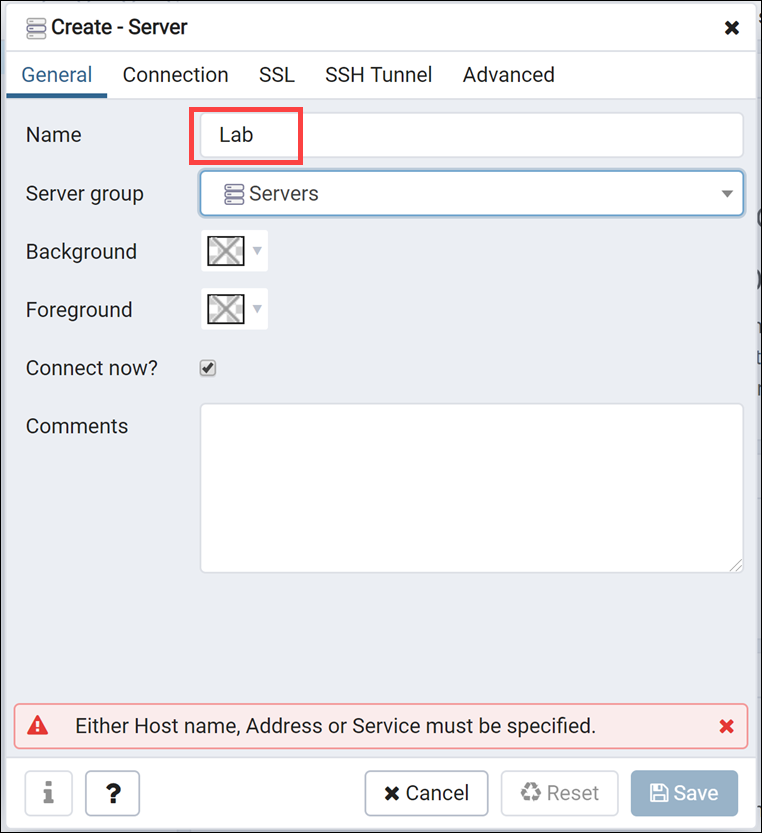 Create - Server
General Connection SSL SSH Tunnel Advanced
Name Lab
Server group Servers
Background
Foreground
Connect now?
Comments
Either Host name, Address or Service must be specified.
i ? Cancel Reset Save